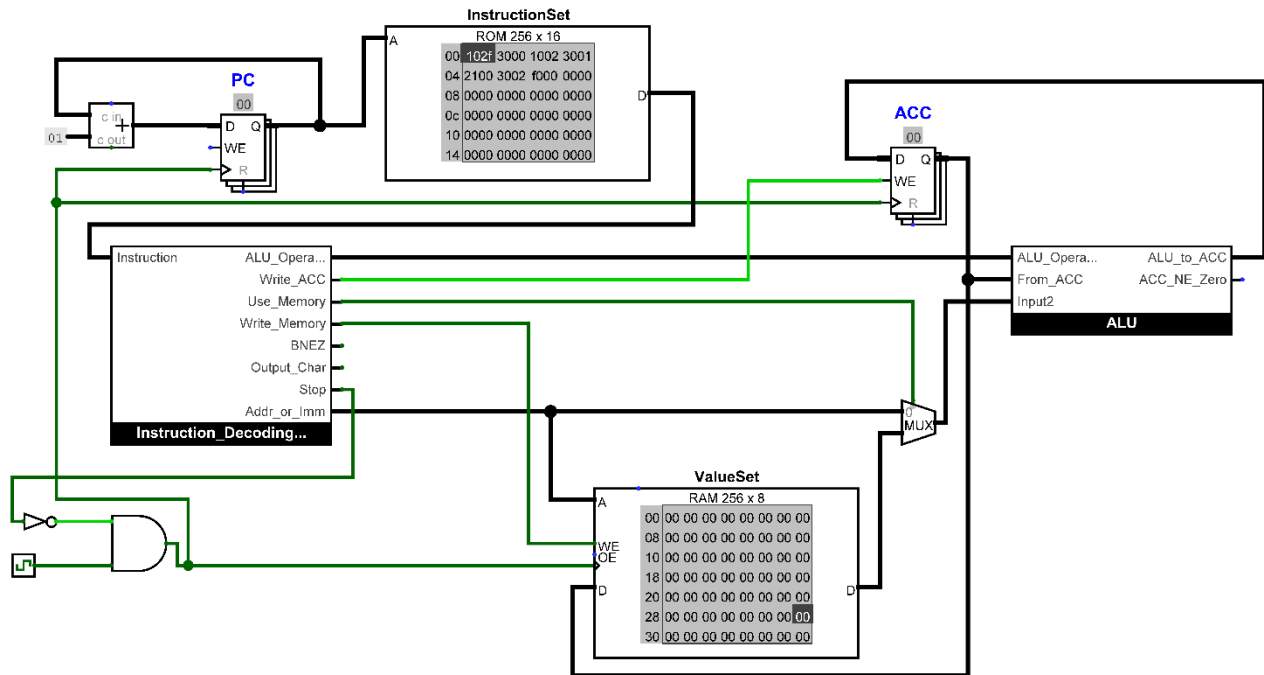 InstructionSet
ROM 256 x 16
A
00 102f 3000 1002 3001
04 2100 3002 f000 0000
08 0000 0000 0000 0000
0c 0000 0000 0000 0000
10 0000 0000 0000 0000
14 0000 0000 0000 0000
D
PC
00
c in
+
01
c out
D Q
WE
R
ACC
00
D Q
WE
R
Instruction
ALU_Opera...
Write_ACC
Use_Memory
Write_Memory
BNEZ
Output_Char
Stop
Addr_or_Imm
Instruction_Decoding...
ALU_Opera... ALU_to_ACC
From_ACC ACC_NE_Zero
Input2
ALU
0
MUX
ValueSet
RAM 256 x 8
A
00 00 00 00 00 00 00 00 00
08 00 00 00 00 00 00 00 00
10 00 00 00 00 00 00 00 00
18 00 00 00 00 00 00 00 00
20 00 00 00 00 00 00 00 00
28 00 00 00 00 00 00 00 00
30 00 00 00 00 00 00 00 00
WE
OE
D
D